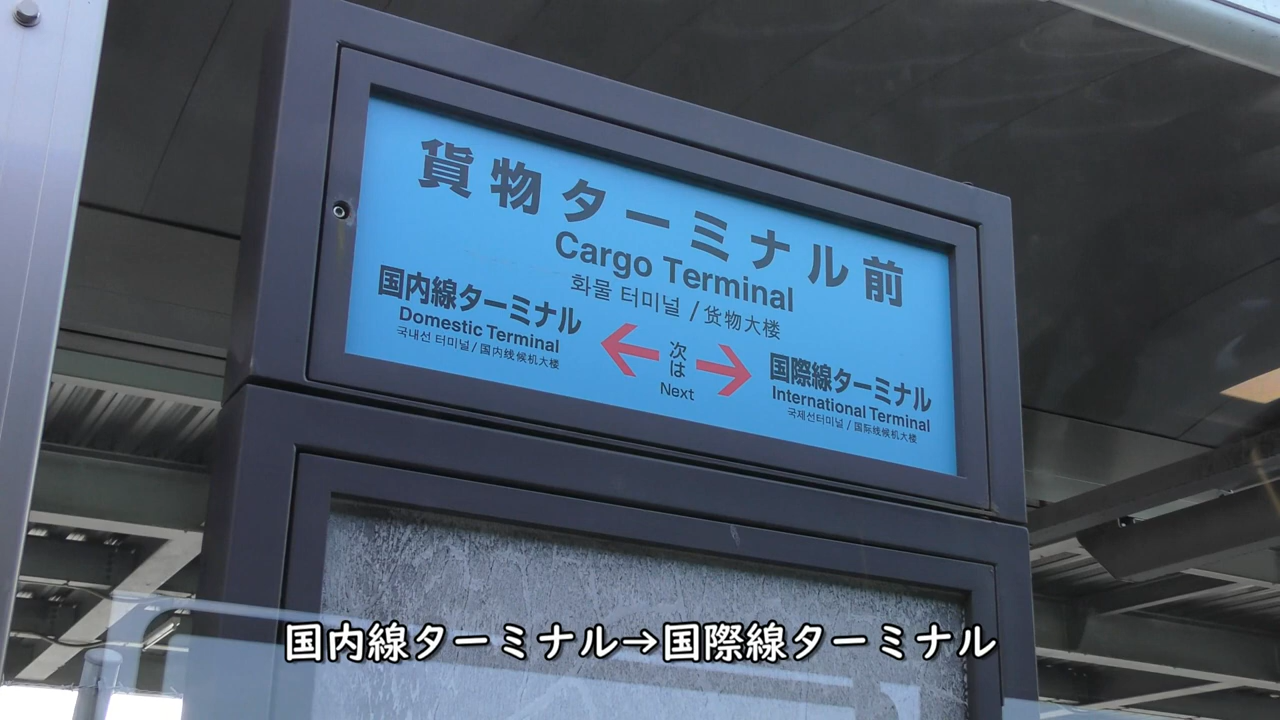 貨物ターミナル前
Cargo Terminal
화물 터미널 / 货物大楼
国内線ターミナル
Domestic Terminal
국내선 터미널 / 国内线候机大楼
← 次は →
Next
国際線ターミナル
International Terminal
국제선터미널 / 国际线候机大楼
国内線ターミナル→国際線ターミナル